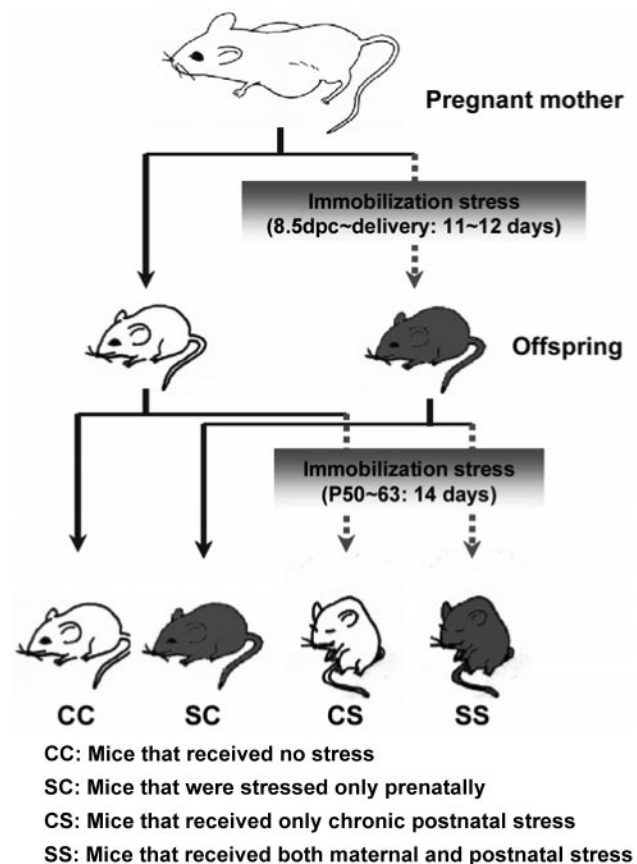 Pregnant mother
Immobilization stress
(8.5dpc~delivery: 11~12 days)
Offspring
Immobilization stress
(P50~63: 14 days)
CC SC CS SS
CC: Mice that received no stress
SC: Mice that were stressed only prenatally
CS: Mice that received only chronic postnatal stress
SS: Mice that received both maternal and postnatal stress